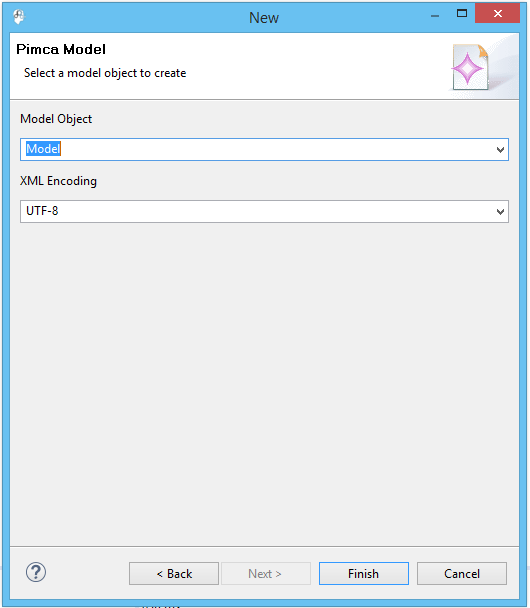 New
Pimca Model
Select a model object to create
Model Object
Model
XML Encoding
UTF-8
< Back
Next >
Finish
Cancel